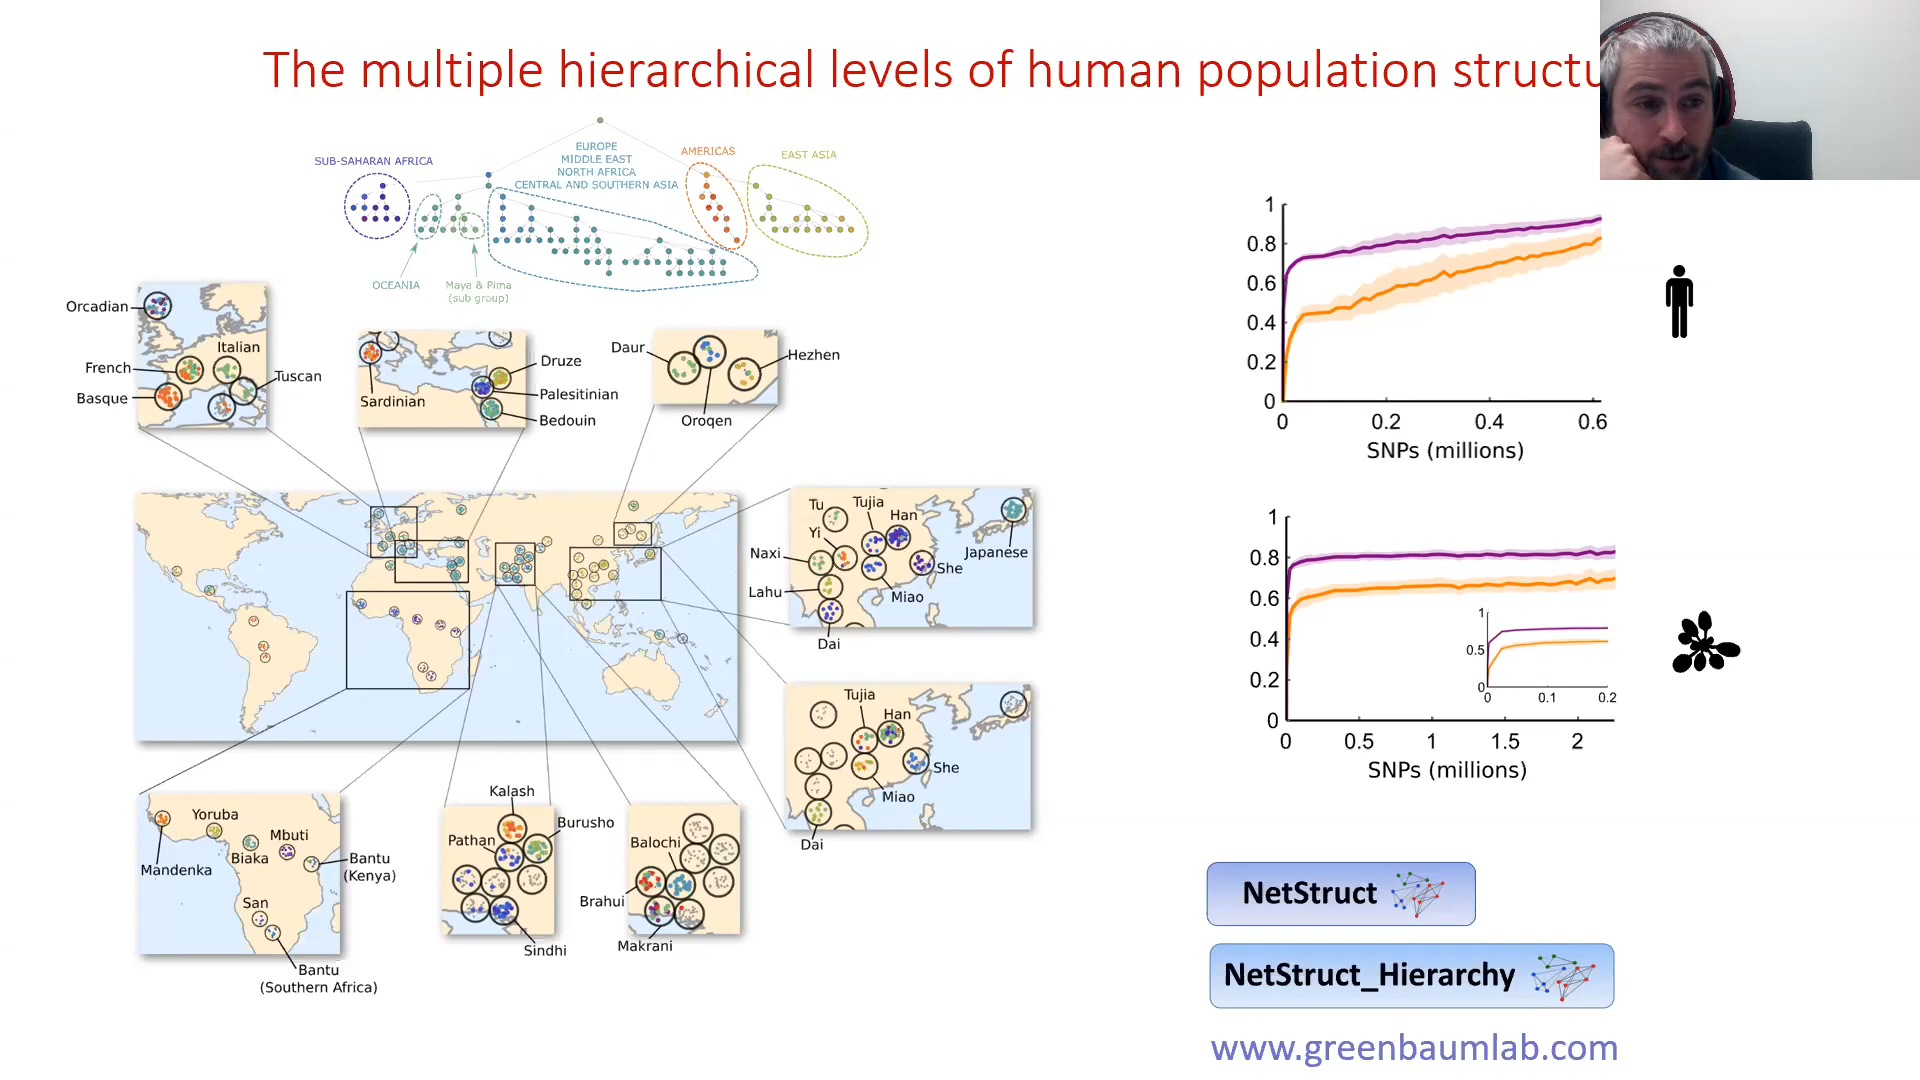 The multiple hierarchical levels of human population structu
SUB-SAHARAN AFRICA
EUROPE
MIDDLE EAST
NORTH AFRICA
CENTRAL AND SOUTHERN ASIA
AMERICAS
EAST ASIA
OCEANIA
Maya & Pima
(sub group)
Orcadian
French
Basque
Italian
Tuscan
Sardinian
Druze
Palesitinian
Bedouin
Daur
Oroqen
Hezhen
Tu
Tujia
Han
Yi
Naxi
Lahu
Dai
Miao
She
Japanese
Tujia
Han
She
Miao
Dai
Mandenka
Yoruba
Biaka
Mbuti
Bantu
(Kenya)
San
Bantu
(Southern Africa)
Kalash
Pathan
Burusho
Sindhi
Balochi
Brahui
Makrani
1
0.8
0.6
0.4
0.2
0
0 0.2 0.4 0.6
SNPs (millions)
1
0.8
0.6
0.4
0.2
0
0 0.5 1 1.5 2
SNPs (millions)
1
0.5
0
0 0.1 0.2
NetStruct
NetStruct_Hierarchy
www.greenbaumlab.com